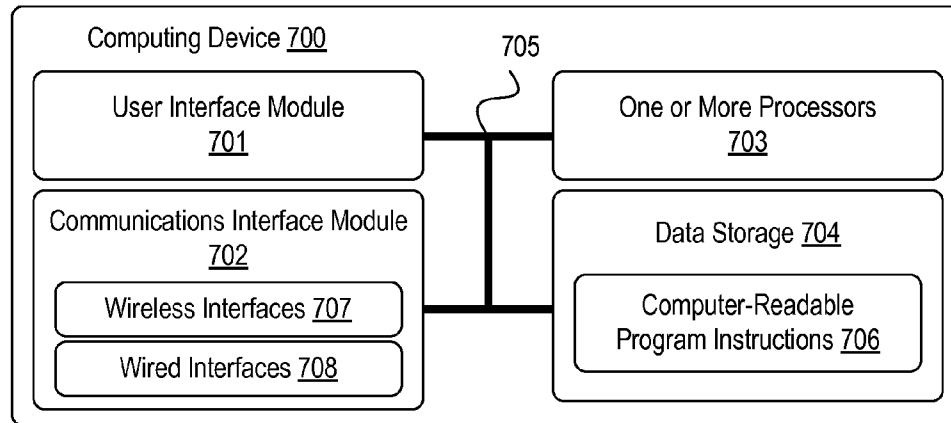 Computing Device 700
705
User Interface Module
701
One or More Processors
703
Communications Interface Module
702
Wireless Interfaces 707
Wired Interfaces 708
Data Storage 704
Computer-Readable
Program Instructions 706